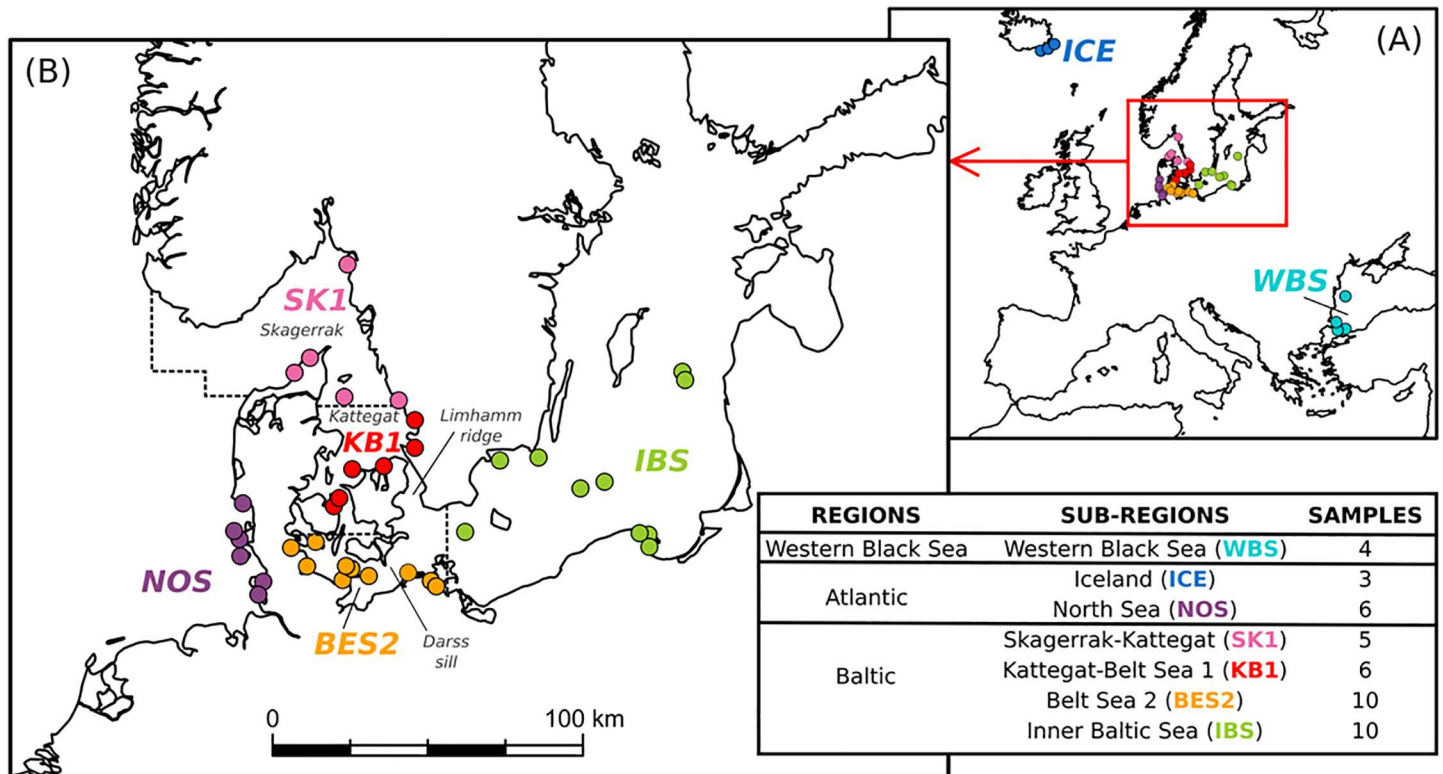 (B)
(A)
ICE
WBS
SK1
Skagerrak
Kattegat
KB1
Limhamm
ridge
IBS
NOS
BES2
Darss
sill
0 100 km
REGIONS SUB-REGIONS SAMPLES
Western Black Sea Western Black Sea (WBS) 4
Atlantic
Iceland (ICE) 3
North Sea (NOS) 6
Baltic
Skagerrak-Kattegat (SK1) 5
Kattegat-Belt Sea 1 (KB1) 6
Belt Sea 2 (BES2) 10
Inner Baltic Sea (IBS) 10